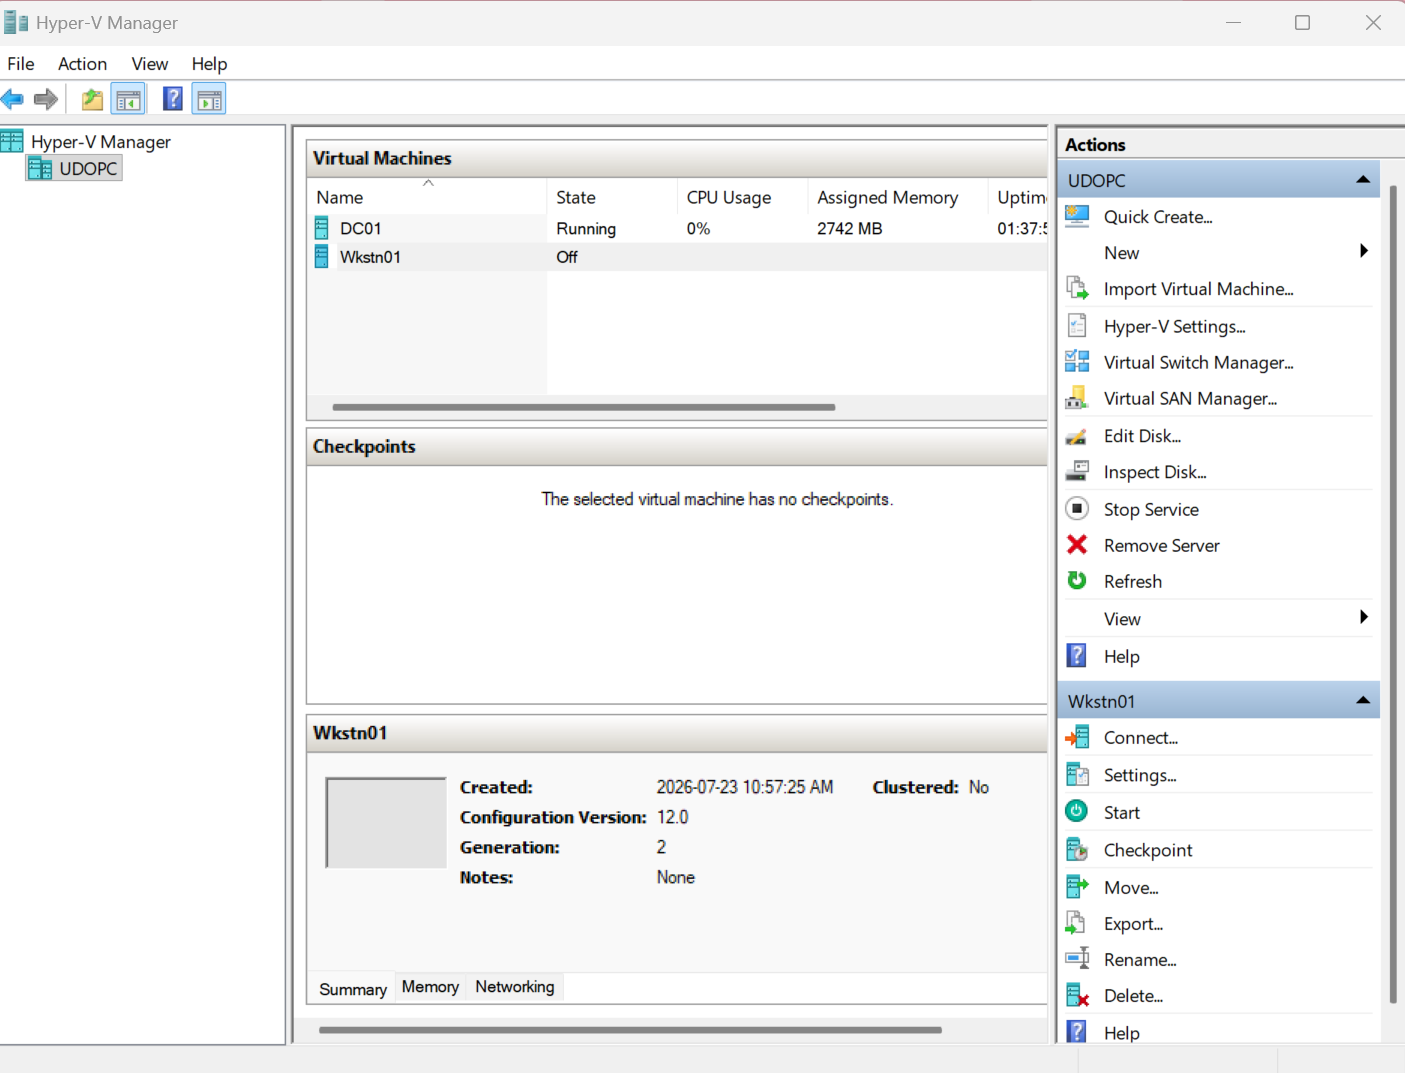 Hyper-V Manager
File Action View Help
Hyper-V Manager
UDOPC
Virtual Machines
Name State CPU Usage Assigned Memory Uptim
DC01 Running 0% 2742 MB 01:37:5
Wkstn01 Off
Checkpoints
The selected virtual machine has no checkpoints.
Wkstn01
Created: 2026-07-23 10:57:25 AM Clustered: No
Configuration Version: 12.0
Generation: 2
Notes: None
Summary Memory Networking
Actions
UDOPC
Quick Create...
New
Import Virtual Machine...
Hyper-V Settings...
Virtual Switch Manager...
Virtual SAN Manager...
Edit Disk...
Inspect Disk...
Stop Service
Remove Server
Refresh
View
Help
Wkstn01
Connect...
Settings...
Start
Checkpoint
Move...
Export...
Rename...
Delete...
Help